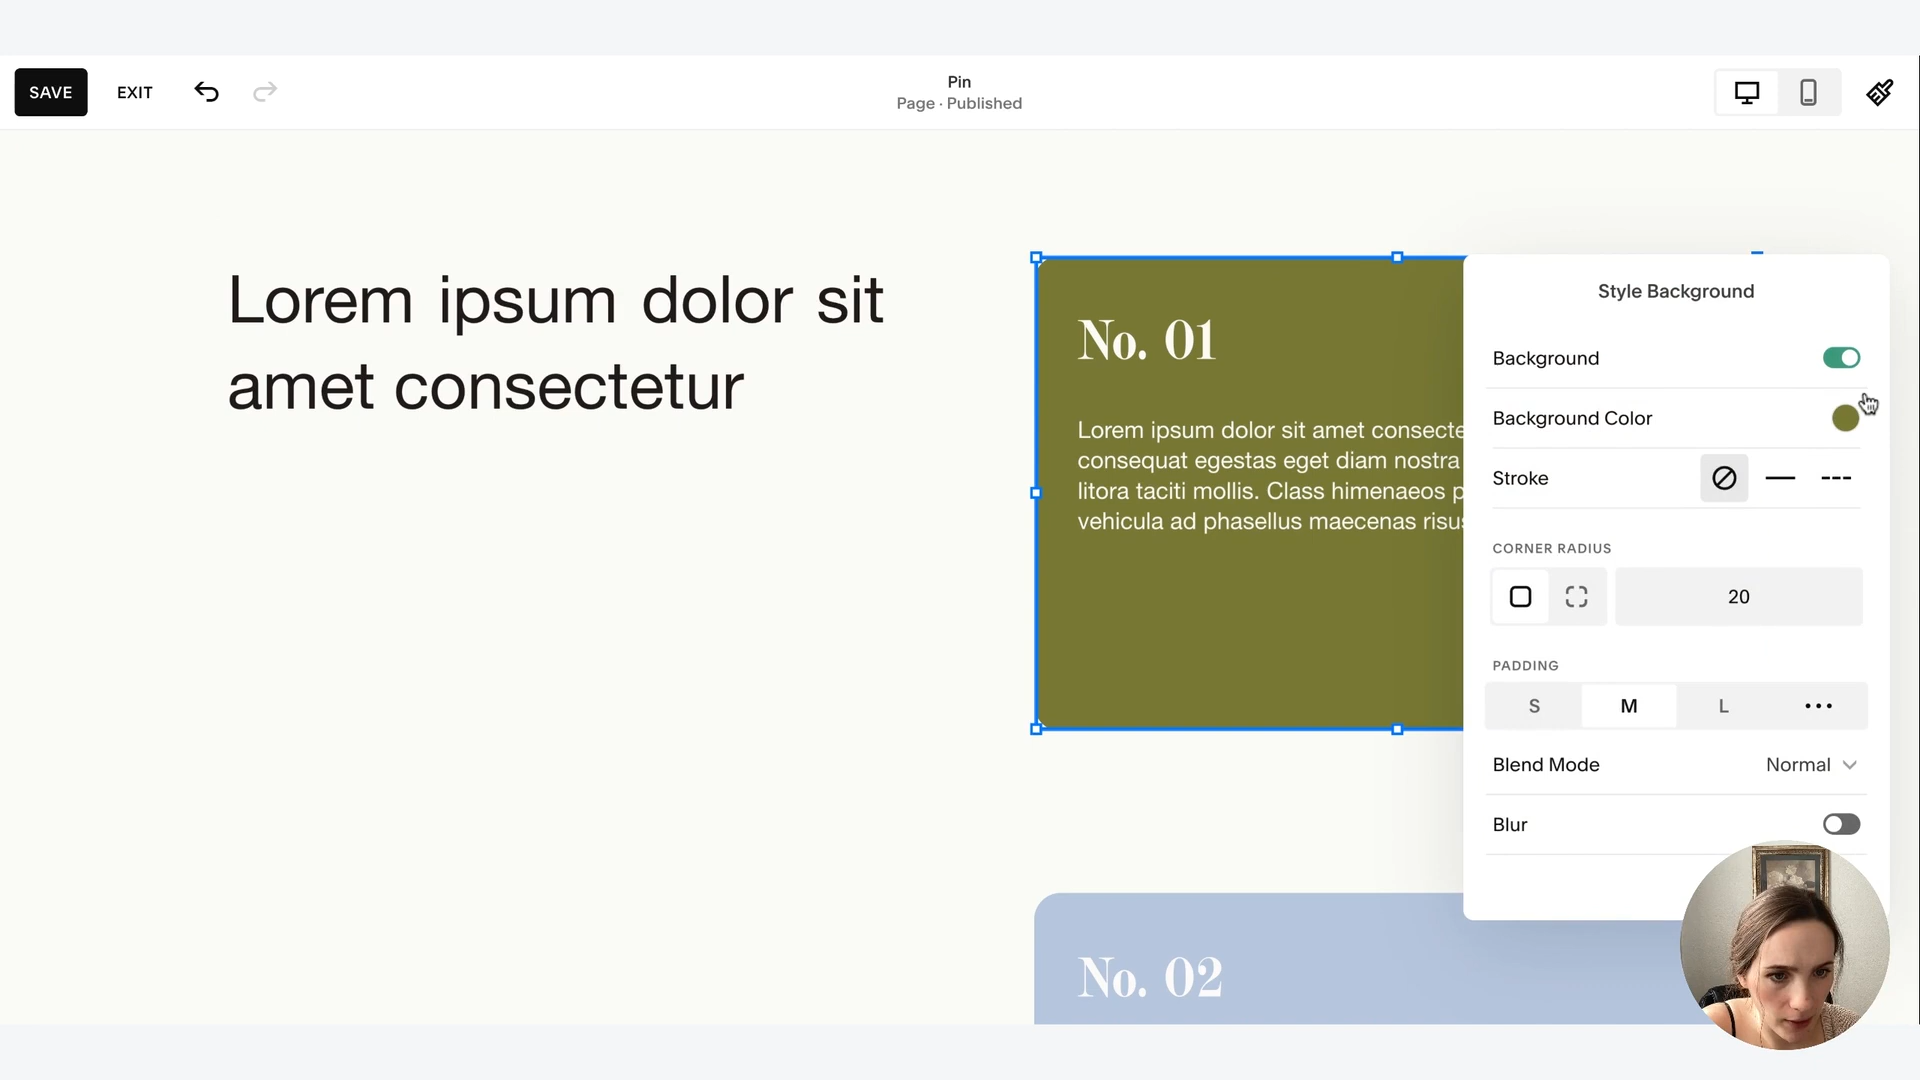 SAVE
EXIT
Pin
Page · Published
Lorem ipsum dolor sit
amet consectetur
No. 01
Lorem ipsum dolor sit amet
consequat egestas eget diam nostra
litora taciti mollis. Class himenaeos
vehicula ad phasellus maecenas
Style Background
Background
Background Color
Stroke
CORNER RADIUS
20
PADDING
S M L
Blend Mode Normal
Blur
No. 02